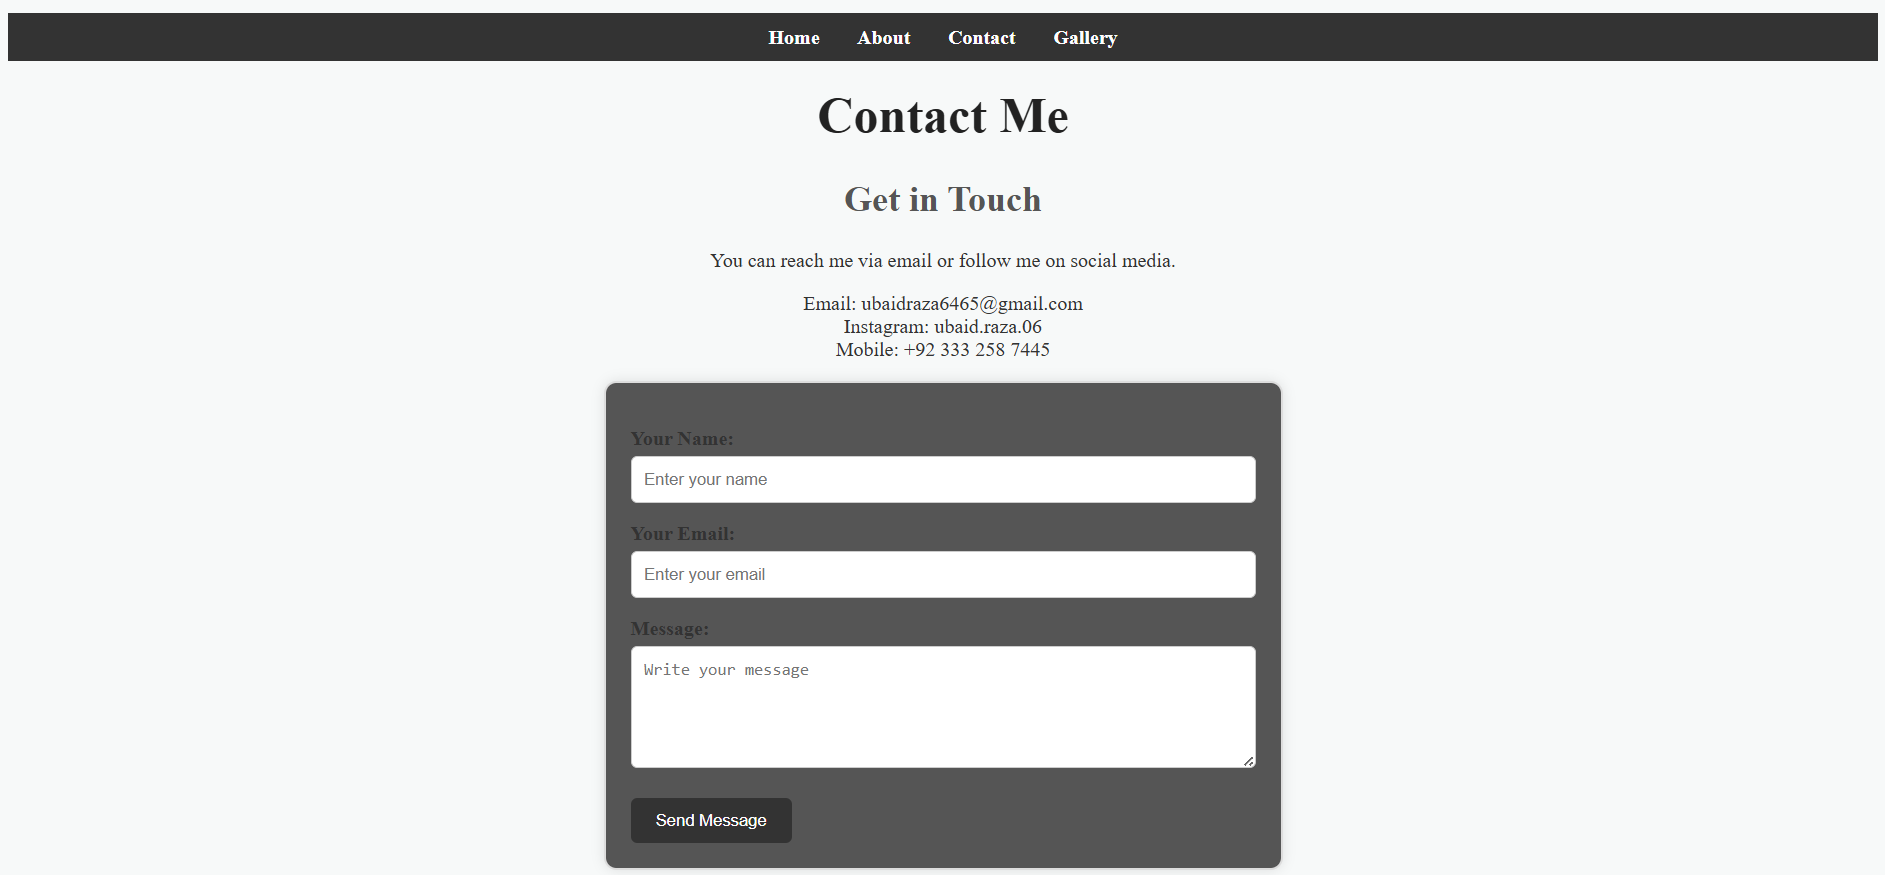 Home About Contact Gallery
Contact Me
Get in Touch
You can reach me via email or follow me on social media.
Email: ubaidraza6465@gmail.com
Instagram: ubaid.raza.06
Mobile: +92 333 258 7445
Your Name:
Enter your name
Your Email:
Enter your email
Message:
Write your message
Send Message